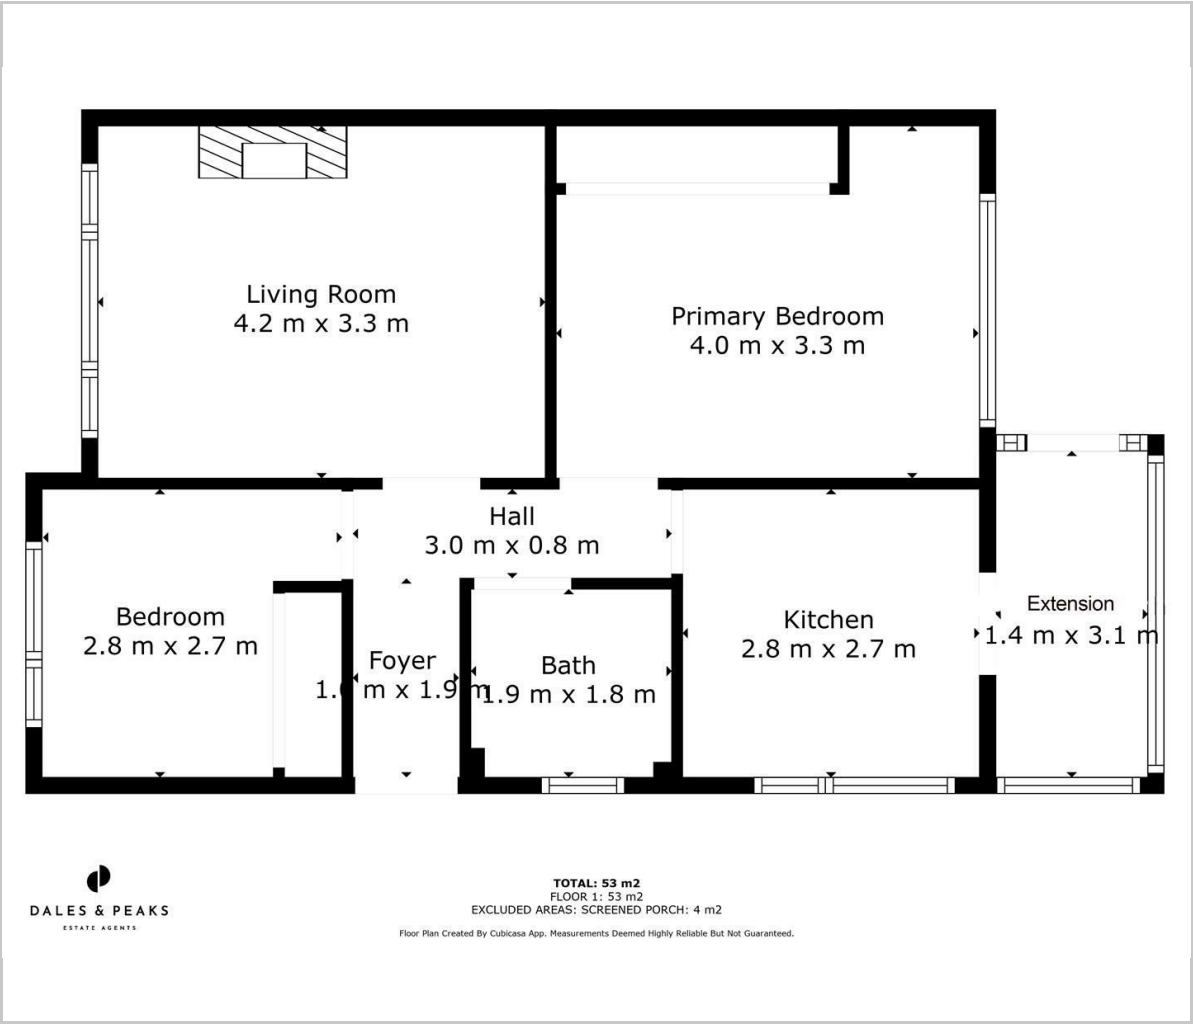 Living Room
4.2 m x 3.3 m
Primary Bedroom
4.0 m x 3.3 m
Hall
3.0 m x 0.8 m
Bedroom
2.8 m x 2.7 m
Foyer
m x 1.9 m
Bath
1.9 m x 1.8 m
Kitchen
2.8 m x 2.7 m
Extension
1.4 m x 3.1 m
DALES & PEAKS
ESTATE AGENTS
TOTAL: 53 m2
FLOOR 1: 53 m2
EXCLUDED AREAS: SCREENED PORCH: 4 m2
Floor Plan Created By Cubicasa App. Measurements Deemed Highly Reliable But Not Guaranteed.